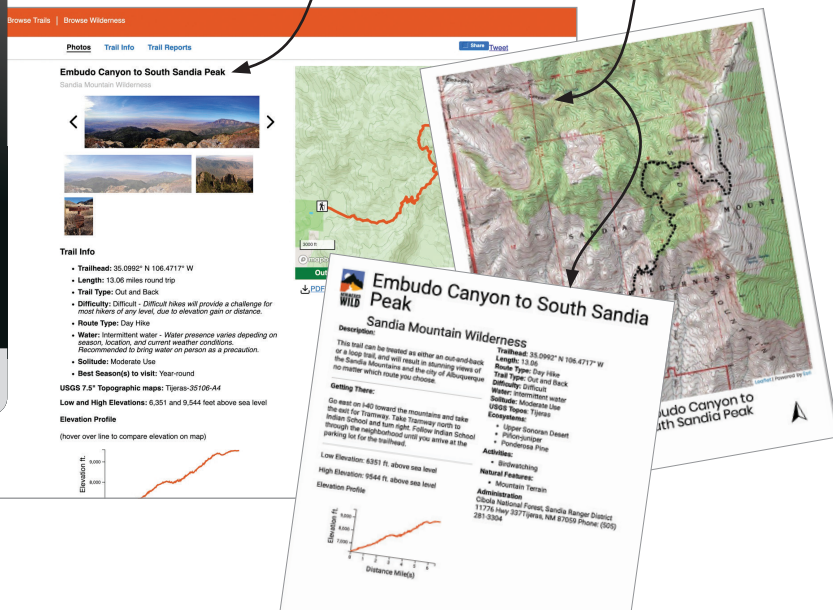 Browse Trails | Browse Wilderness
Photos Trail Info Trail Reports
Share Tweet
Embudo Canyon to South Sandia Peak
Sandia Mountain Wilderness
3000 ft
PDF
Trail Info
• Trailhead: 35.0992° N 106.4717° W
• Length: 13.06 miles round trip
• Trail Type: Out and Back
• Difficulty: Difficult - Difficult hikes will provide a challenge for
most hikers of any level, due to elevation gain or distance.
• Route Type: Day Hike
• Water: Intermittent water - Water presence varies depeding on
season, location, and current weather conditions.
Recommended to bring water on person as a precaution.
• Solitude: Moderate Use
• Best Season(s) to visit: Year-round
USGS 7.5" Topographic maps: Tijeras-35106-A4
Low and High Elevations: 6,351 and 9,544 feet above sea level
Elevation Profile
(hover over line to compare elevation on map)
Elevation ft.
9,000
8,000
SANDIA
MOUNT
WILDERNESS
Leaflet | Powered by Esri
udo Canyon to
uth Sandia Peak
WILD
Embudo Canyon to South Sandia
Peak
Sandia Mountain Wilderness
Description:
This trail can be treated as either an out-and-back
or a loop trail, and will result in stunning views of
the Sandia Mountains and the city of Albuquerque
no matter which route you choose.
Getting There:
Go east on I-40 toward the mountains and take
the exit for Tramway. Take Tramway north to
Indian School and turn right. Follow Indian School
through the neighborhood until you arrive at the
parking lot for the trailhead.
Low Elevation: 6351 ft. above sea level
High Elevation: 9544 ft. above sea level
Elevation Profile
Elevation ft.
9,000
8,000
7,000
0 1 2 3 4 5 6
Distance Mile(s)
Trailhead: 35.0992° N 106.4717° W
Length: 13.06
Route Type: Day Hike
Trail Type: Out and Back
Difficulty: Difficult
Water: Intermittent water
Solitude: Moderate Use
USGS Topos: Tijeras
Ecosystems:
• Upper Sonoran Desert
• Piñon-juniper
• Ponderosa Pine
Activities:
• Birdwatching
Natural Features:
• Mountain Terrain
Administration
Cibola National Forest, Sandia Ranger District
11776 Hwy 337Tijeras, NM 87059 Phone: (505)
281-3304